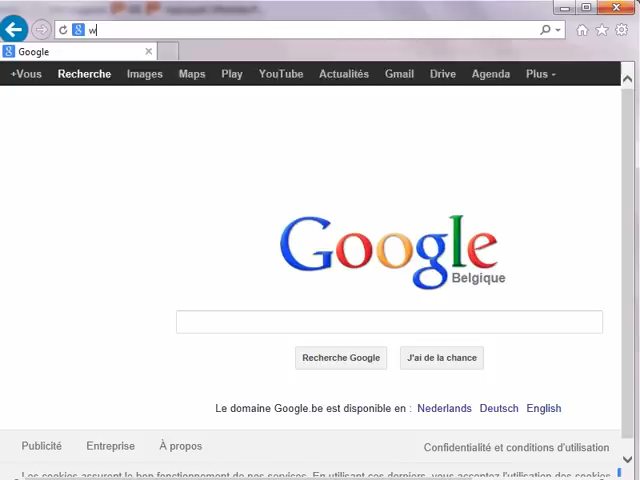 w
Google
+Vous Recherche Images Maps Play YouTube Actualités Gmail Drive Agenda Plus
Google
Belgique
Recherche Google J'ai de la chance
Le domaine Google.be est disponible en : Nederlands Deutsch English
Publicité Entreprise À propos Confidentialité et conditions d'utilisation
Les cookies assurent le bon fonctionnement de nos services. En utilisant ces derniers, vous acceptez l'utilisation des cookies